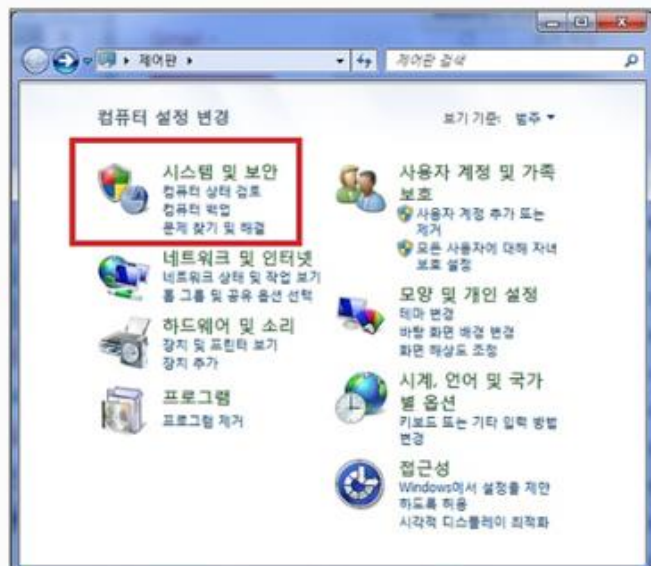 제어판
제어판 검색
컴퓨터 설정 변경
보기 기준: 범주
시스템 및 보안
컴퓨터 상태 검토
컴퓨터 백업
문제 찾기 및 해결
네트워크 및 인터넷
네트워크 상태 및 작업 보기
홈 그룹 및 공유 옵션 선택
하드웨어 및 소리
장치 및 프린터 보기
장치 추가
프로그램
프로그램 제거
사용자 계정 및 가족
보호
사용자 계정 추가 또는
제거
모든 사용자에 대해 자녀
보호 설정
모양 및 개인 설정
테마 변경
바탕 화면 배경 변경
화면 해상도 조정
시계, 언어 및 국가
별 옵션
키보드 또는 기타 입력 방법
변경
접근성
Windows에서 설정을 제안
하도록 허용
시각적 디스플레이 최적화